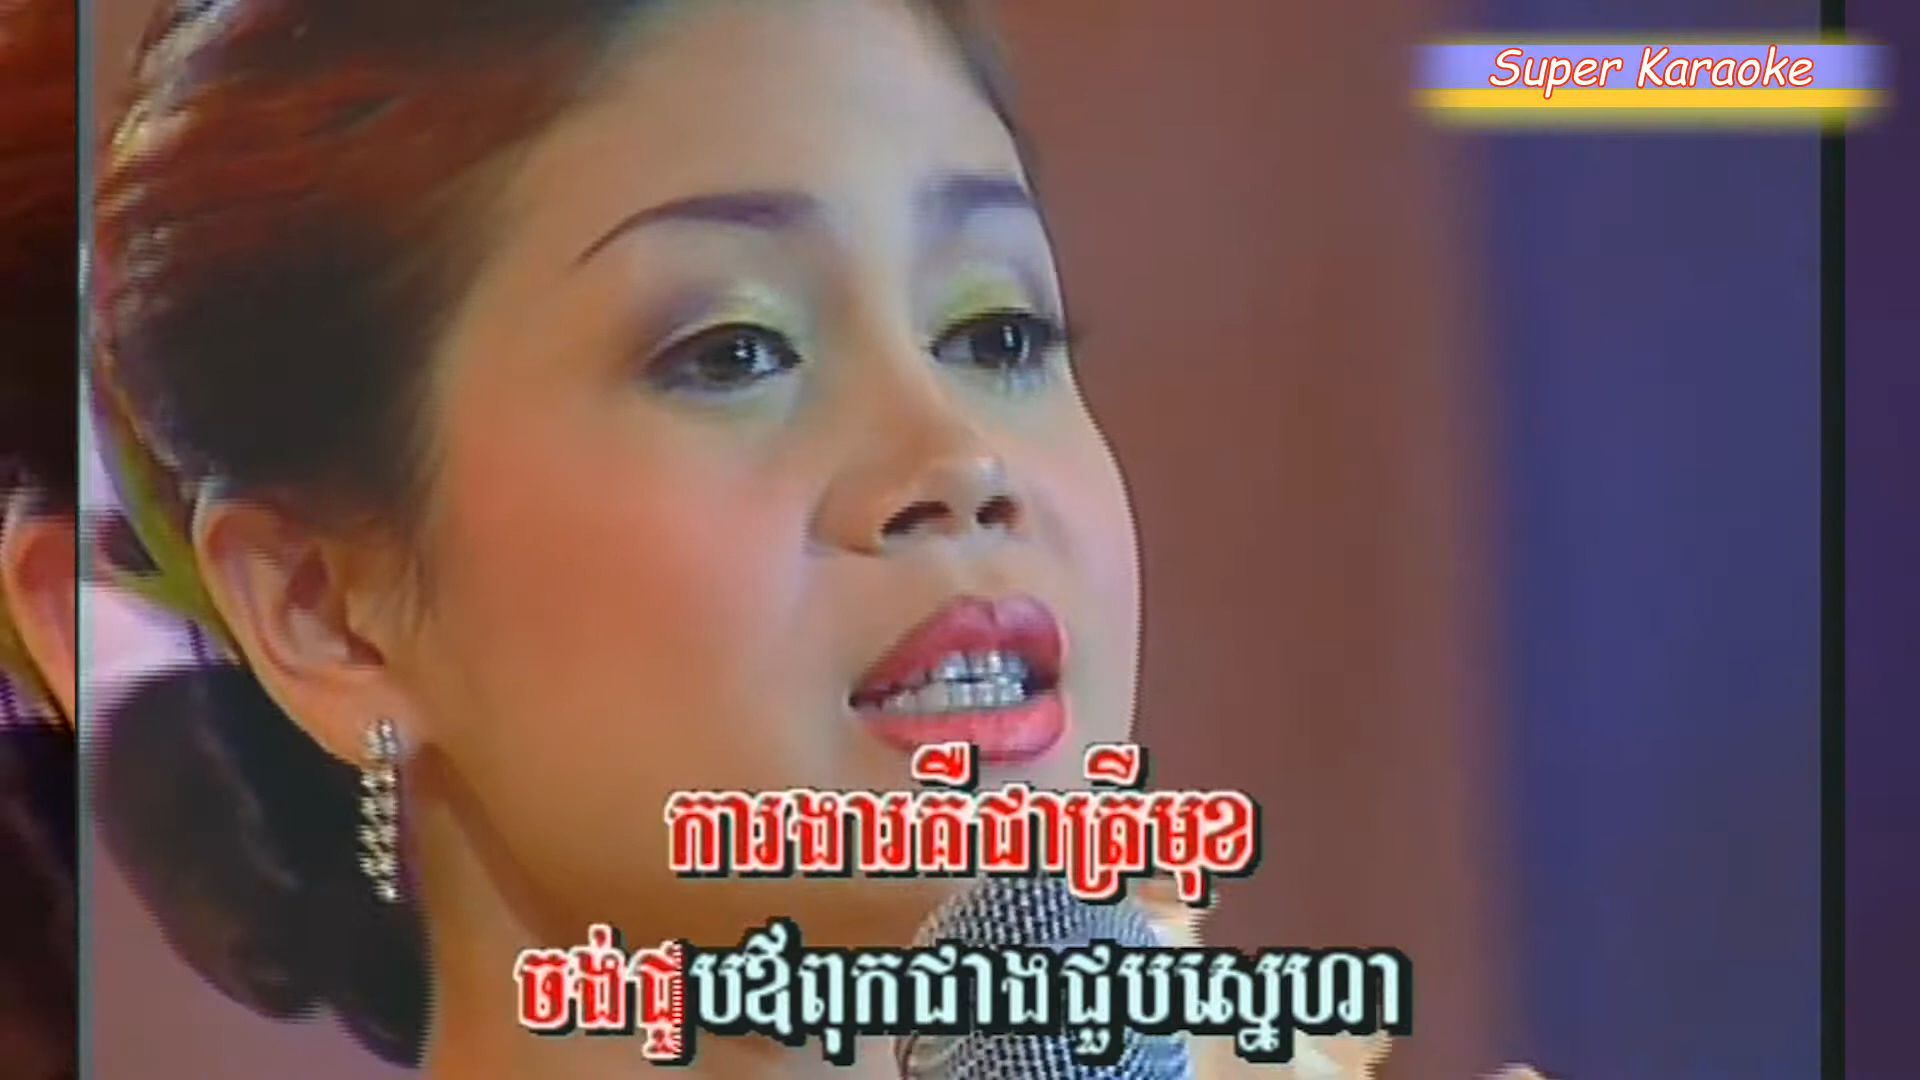 Super Karaoke
ការងារគឺជាត្រីមុខ
ចង់ជួបឪពុកជាងជួបស្នេហា